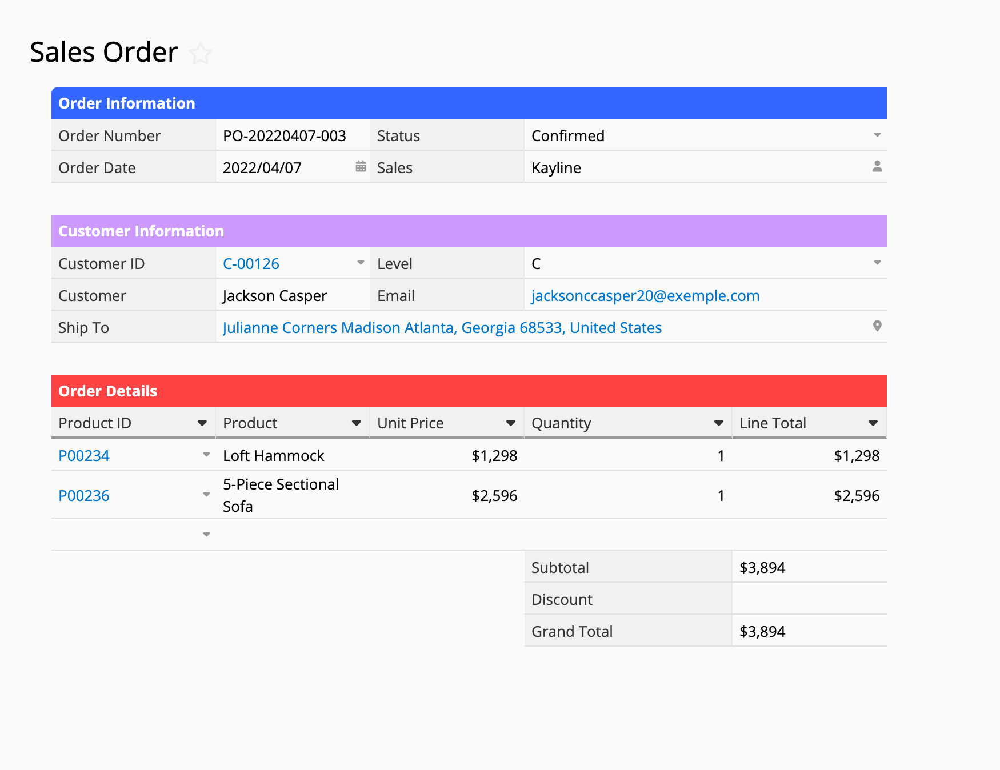 Sales Order
Order Information
Order Number PO-20220407-003 Status Confirmed
Order Date 2022/04/07 Sales Kayline
Customer Information
Customer ID C-00126 Level C
Customer Jackson Casper Email jacksonccasper20@exemple.com
Ship To Julianne Corners Madison Atlanta, Georgia 68533, United States
Order Details
Product ID Product Unit Price Quantity Line Total
P00234 Loft Hammock $1,298 1 $1,298
5-Piece Sectional
P00236 $2,596 1 $2,596
Sofa
Subtotal $3,894
Discount
Grand Total $3,894